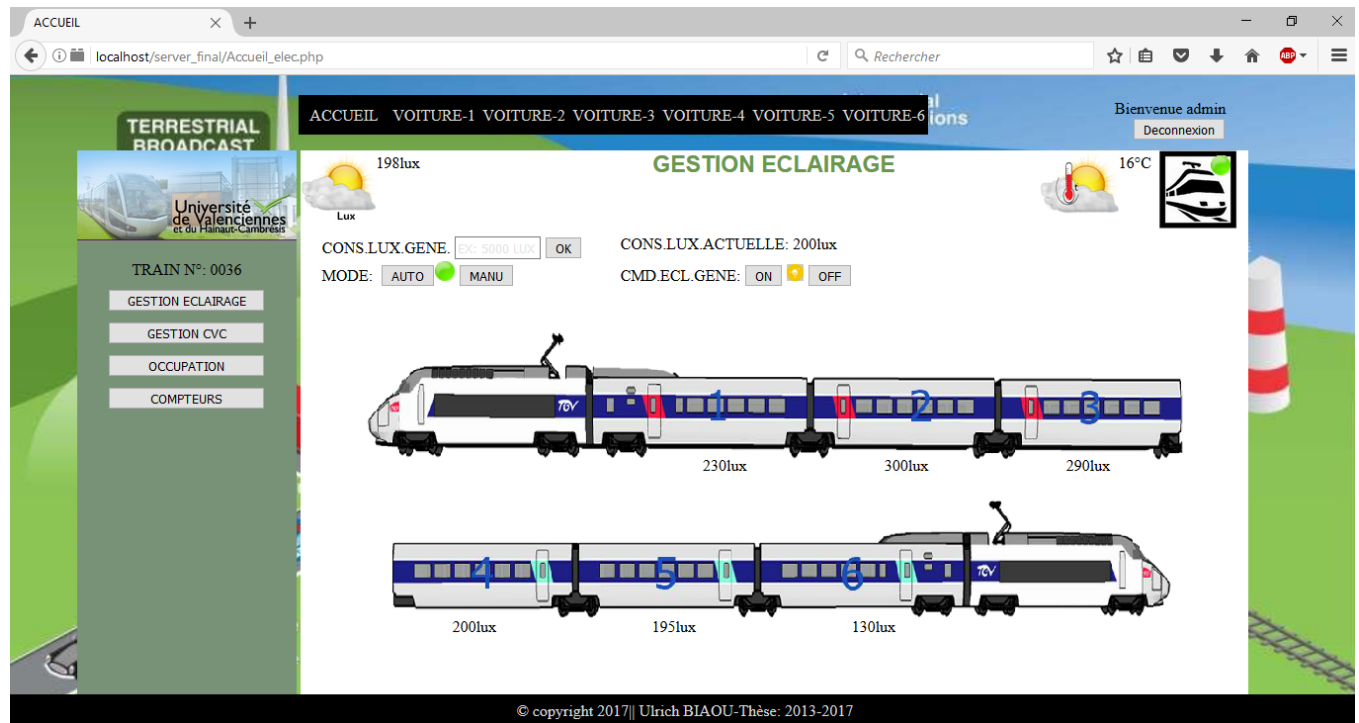 ACCUEIL
localhost/server_final/Accueil_elec.php
Rechercher
ABP
TERRESTRIAL
BROADCAST
ACCUEIL VOITURE-1 VOITURE-2 VOITURE-3 VOITURE-4 VOITURE-5 VOITURE-6
Bienvenue admin
Deconnexion
Université
de Valenciennes
et du Hainaut-Cambrésis
TRAIN N°: 0036
GESTION ECLAIRAGE
GESTION CVC
OCCUPATION
COMPTEURS
198lux
Lux
GESTION ECLAIRAGE
16°C
t
CONS.LUX.GENE. EX: 5000 LUX OK
CONS.LUX.ACTUELLE: 200lux
MODE: AUTO MANU
CMD.ECL.GENE: ON OFF
TGV
1 2 3
230lux 300lux 290lux
4 5 6
TGV
200lux 195lux 130lux
© copyright 2017|| Ulrich BIAOU-Thèse: 2013-2017